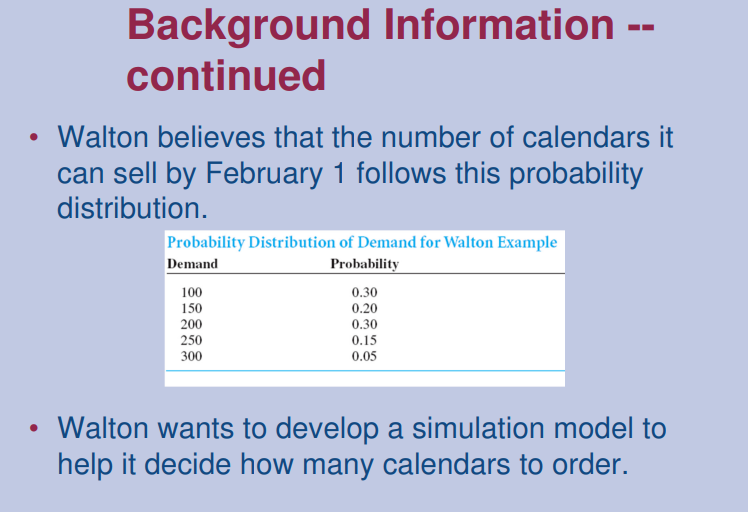 Background Information --
continued
• Walton believes that the number of calendars it
can sell by February 1 follows this probability
distribution.
Probability Distribution of Demand for Walton Example
Demand Probability
100 0.30
150 0.20
200 0.30
250 0.15
300 0.05
• Walton wants to develop a simulation model to
help it decide how many calendars to order.